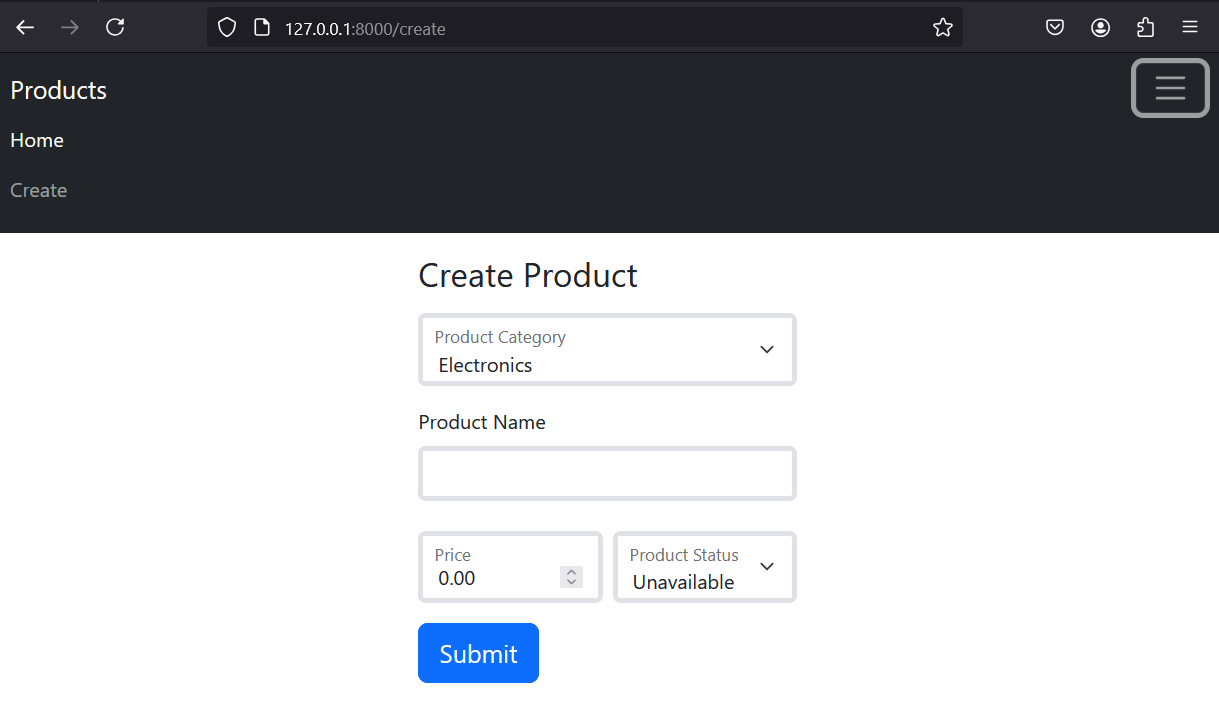 127.0.0.1:8000/create
Products
Home
Create
Create Product
Product Category
Electronics
Product Name
Price
0.00
Product Status
Unavailable
Submit